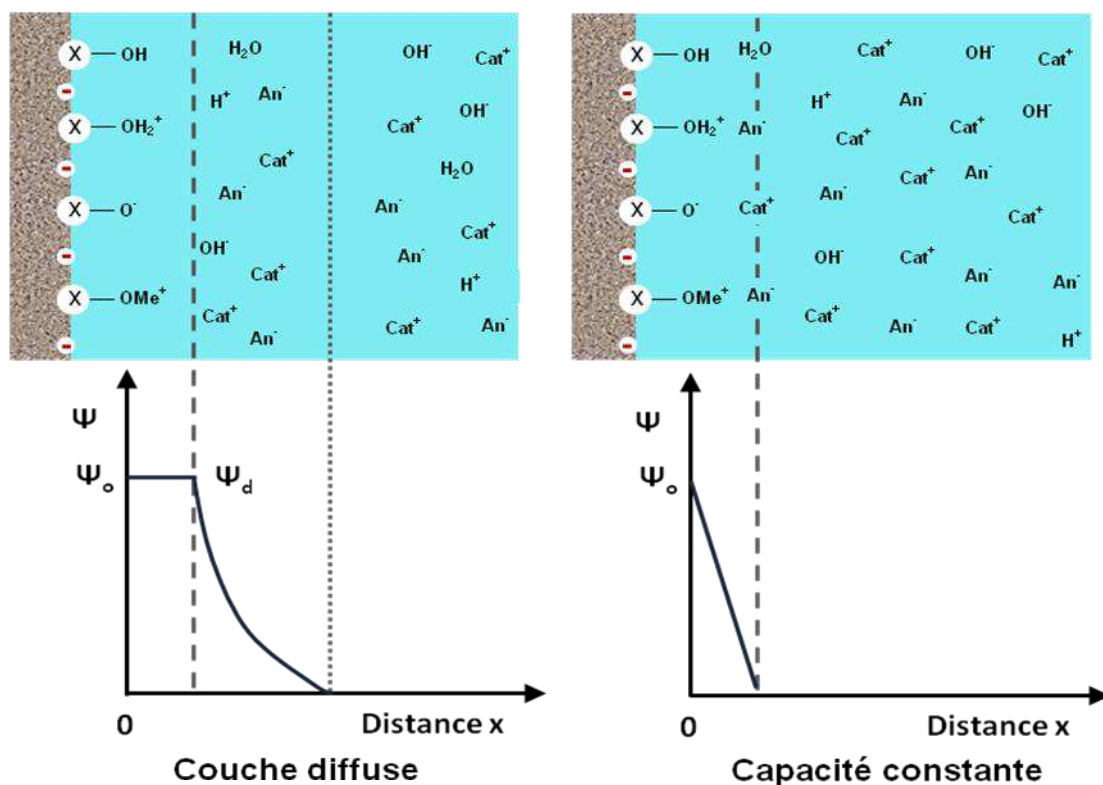 X OH H₂O OH⁻ Cat⁺
-
H⁺ An⁻
X OH₂⁺ Cat⁺ OH⁻
-
Cat⁺ H₂O
An⁻
X O⁻ An⁻
Cat⁺
OH⁻ An⁻
-
Cat⁺ H⁺
X OMe⁺
Cat⁺ Cat⁺ An⁻
An⁻
-
Ψ
Ψo Ψd
0 Distance x
Couche diffuse
X OH H₂O Cat⁺ OH⁻ Cat⁺
-
H⁺ An⁻ OH⁻
X OH₂⁺ An⁻ Cat⁺ Cat⁺
-
Cat⁺ An⁻
An⁻
X O⁻ Cat⁺ Cat⁺
-
OH⁻ Cat⁺
An⁻ An⁻
X OMe⁺ An⁻
Cat⁺ An⁻ Cat⁺
-
H⁺
Ψ
Ψo
0 Distance x
Capacité constante